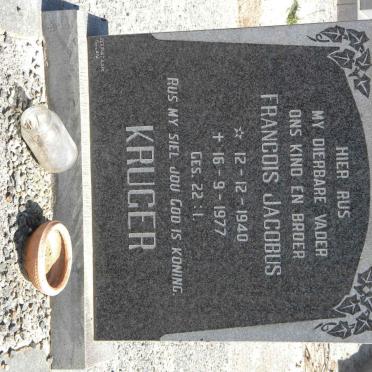 HIER RUS
MY DIERBARE VADER
ONS KIND EN BROER
FRANCOIS JACOBUS
☆ 12-12-1940
✝ 16-9-1977
GES. 22:1.
RUS MY SIEL JOU GOD IS KONING
KRUGER